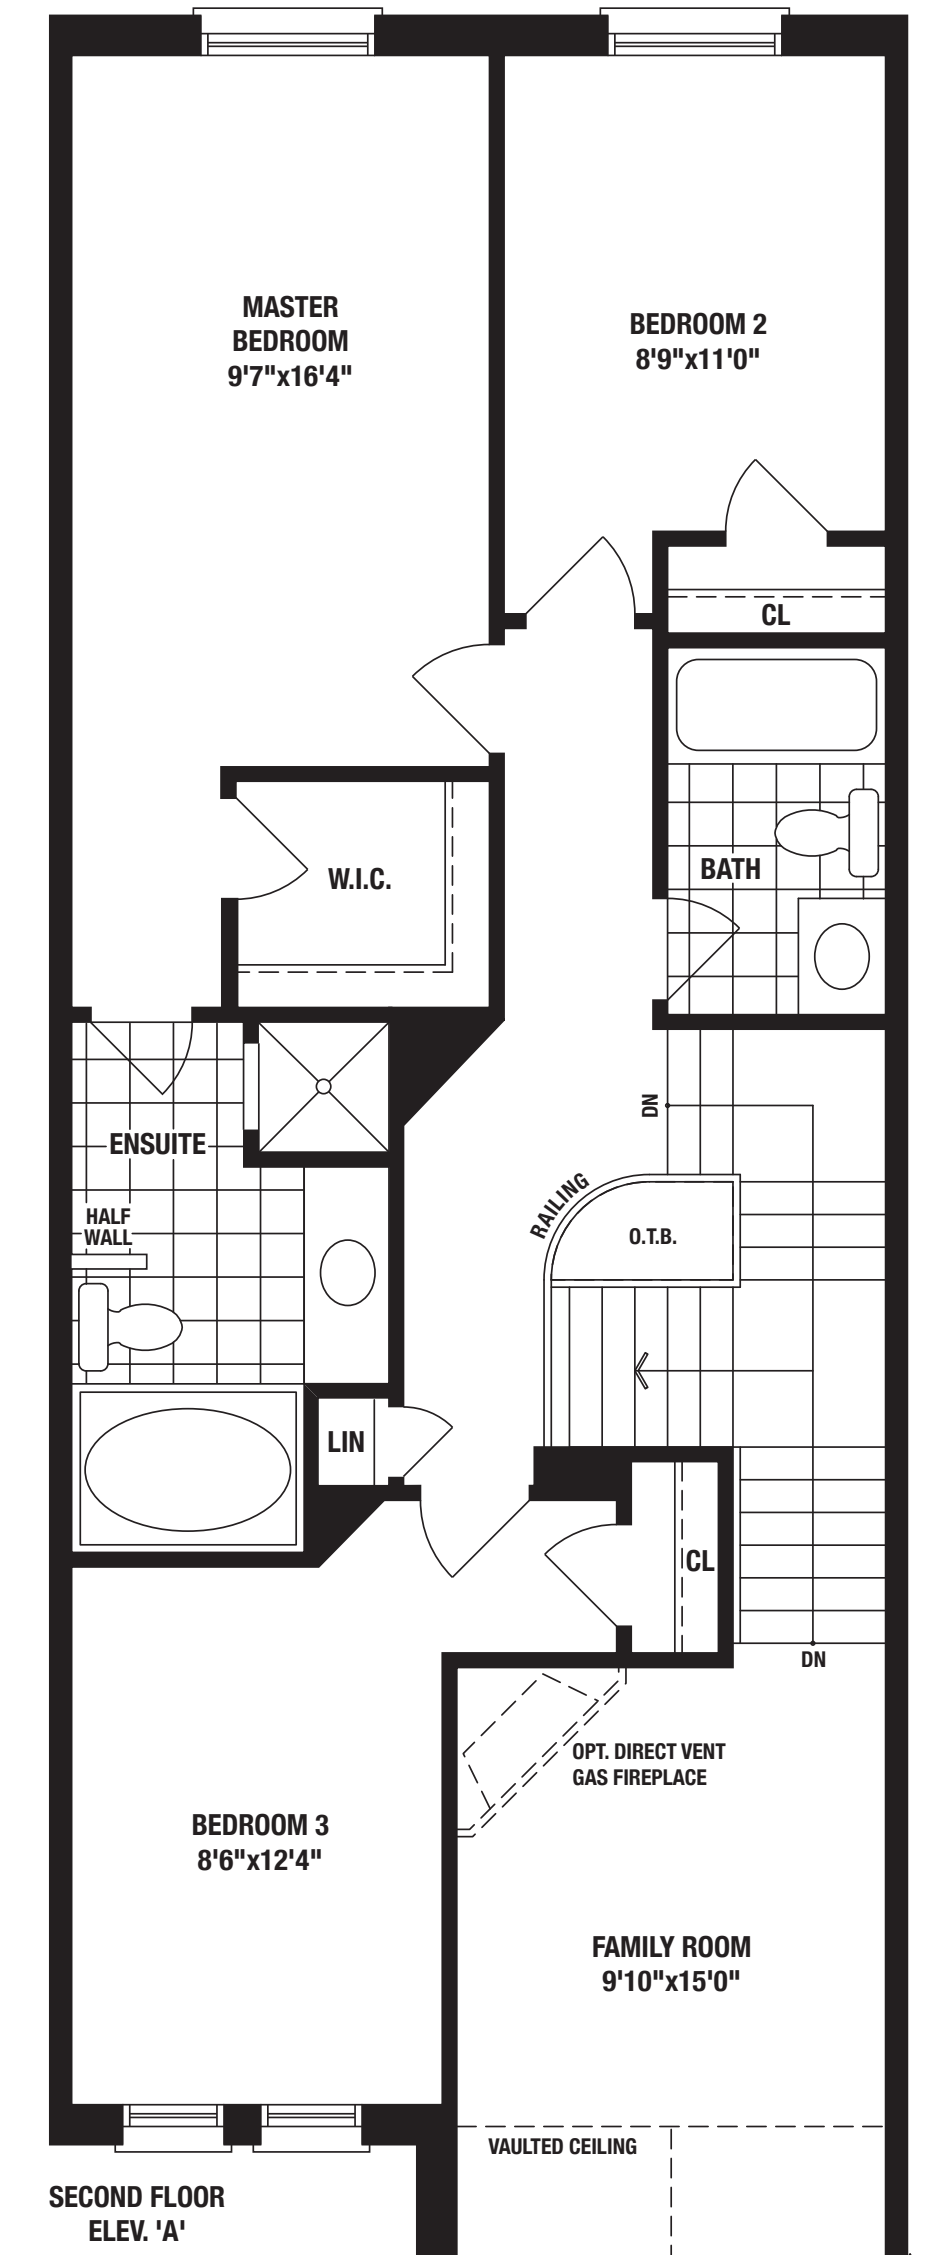 MASTER
BEDROOM
9'7"x16'4"
BEDROOM 2
8'9"x11'0"
CL
W.I.C.
BATH
DN
ENSUITE
HALF
WALL
RAILING
O.T.B.
LIN
CL
DN
OPT. DIRECT VENT
GAS FIREPLACE
BEDROOM 3
8'6"x12'4"
FAMILY ROOM
9'10"x15'0"
VAULTED CEILING
SECOND FLOOR
ELEV. 'A'